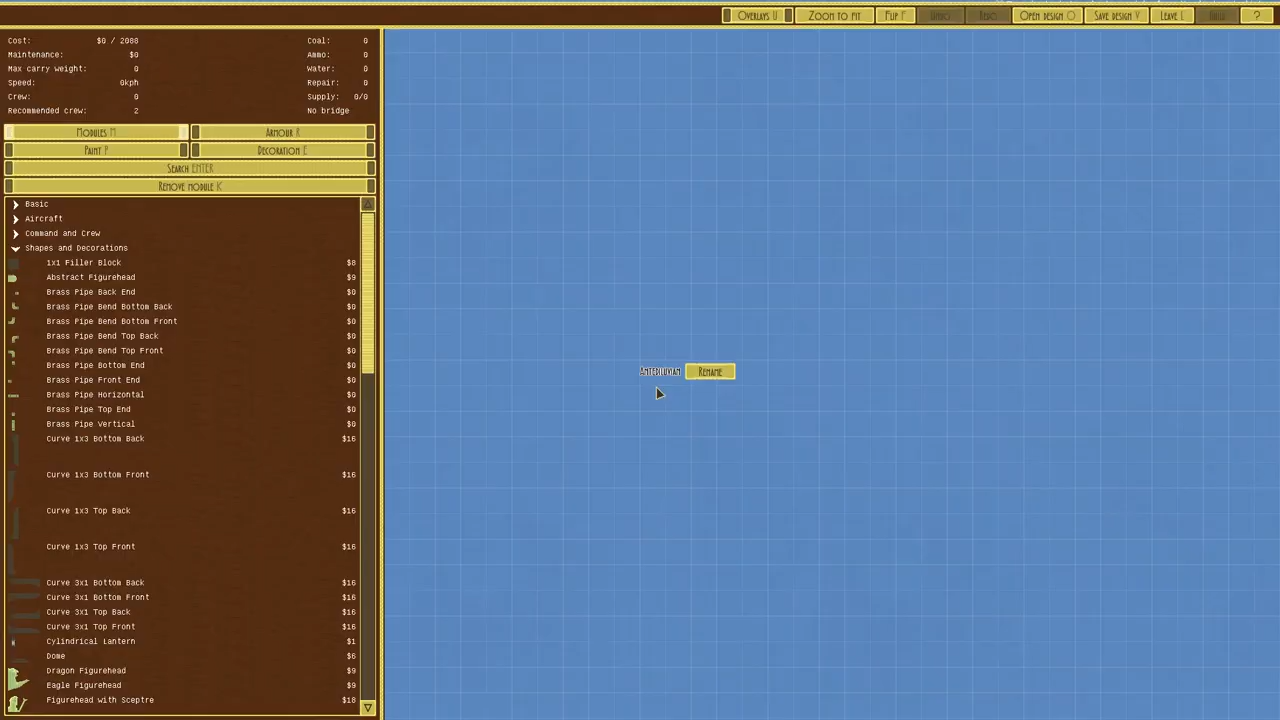 Overlays U Zoom to fit Flip F Undo Redo Open design O Save design V Leave L Build ?
Cost: $0 / 2088 Coal: 0
Maintenance: $0 Ammo: 0
Max carry weight: 0 Water: 0
Speed: 0kph Repair: 0
Crew: 0 Supply: 0/0
Recommended crew: 2 No bridge
Modules M Armour R
Paint P Decoration E
Search ENTER
Remove module K
Basic
Aircraft
Command and Crew
Shapes and Decorations
1x1 Filler Block $8
Abstract Figurehead $9
Brass Pipe Back End $0
Brass Pipe Bend Bottom Back $0
Brass Pipe Bend Bottom Front $0
Brass Pipe Bend Top Back $0
Brass Pipe Bend Top Front $0
Brass Pipe Bottom End $0
Brass Pipe Front End $0
Brass Pipe Horizontal $0
Brass Pipe Top End $0
Brass Pipe Vertical $0
Curve 1x3 Bottom Back $16
Curve 1x3 Bottom Front $16
Curve 1x3 Top Back $16
Curve 1x3 Top Front $16
Curve 3x1 Bottom Back $16
Curve 3x1 Bottom Front $16
Curve 3x1 Top Back $16
Curve 3x1 Top Front $16
Cylindrical Lantern $1
Dome $6
Dragon Figurehead $9
Eagle Figurehead $9
Figurehead with Sceptre $18
Rename